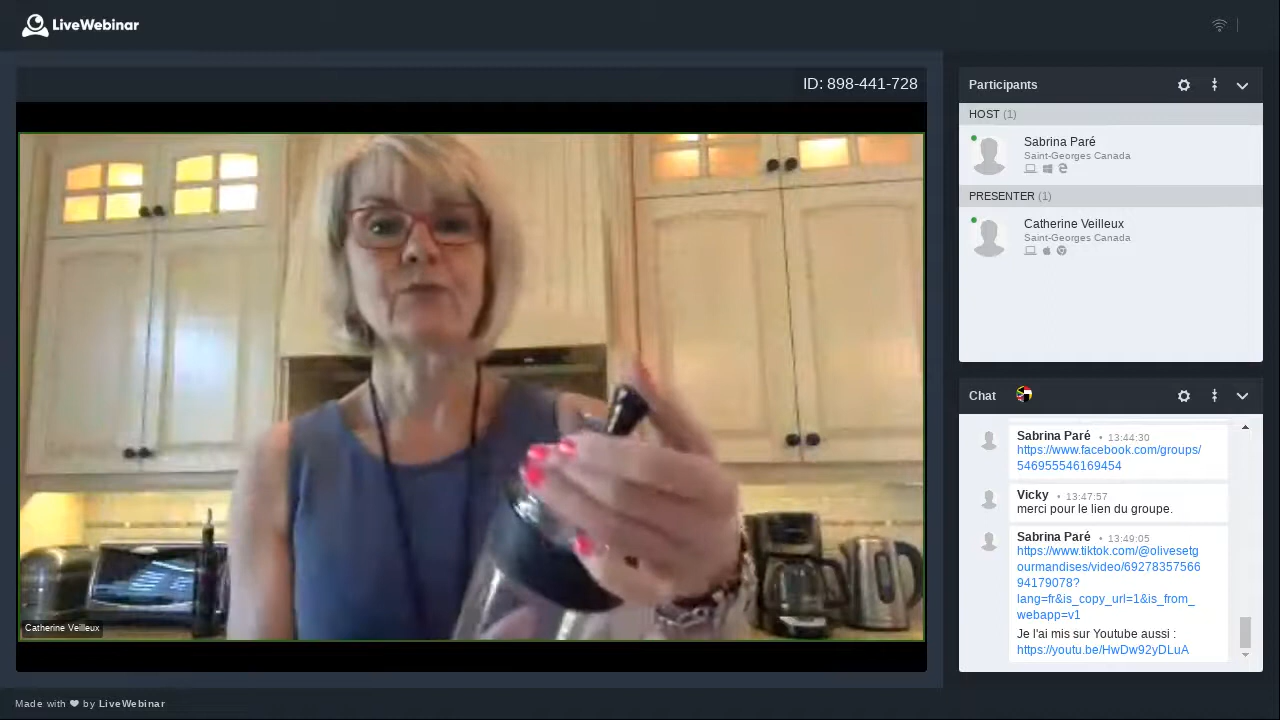 LiveWebinar
ID: 898-441-728
Catherine Veilleux
Participants
HOST (1)
Sabrina Paré
Saint-Georges Canada
PRESENTER (1)
Catherine Veilleux
Saint-Georges Canada
Chat
Sabrina Paré • 13:44:30
https://www.facebook.com/groups/
546955546169454
Vicky • 13:47:57
merci pour le lien du groupe.
Sabrina Paré • 13:49:05
https://www.tiktok.com/@olivesetg
ourmandises/video/69278357566
94179078?
lang=fr&is_copy_url=1&is_from_
webapp=v1
Je l'ai mis sur Youtube aussi :
https://youtu.be/HwDw92yDLuA
Made with ❤ by LiveWebinar